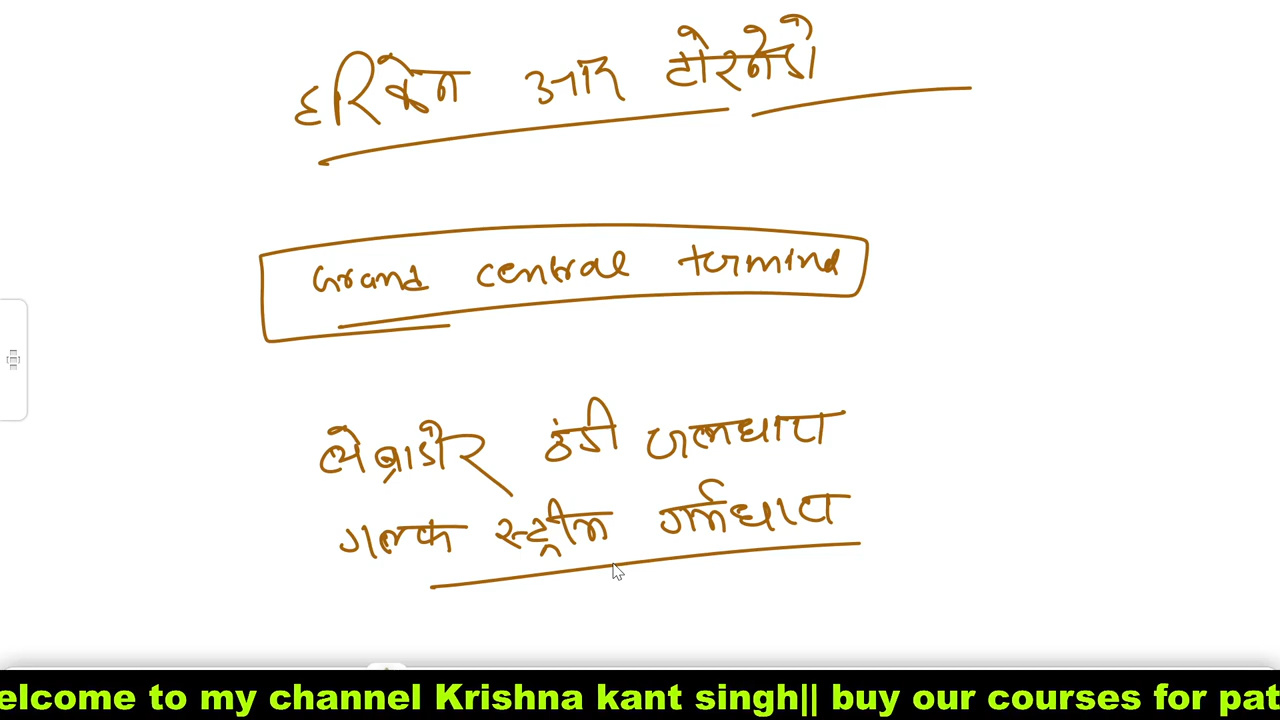 हरिकेन और टोरनेडो
Grand central terminal
लेब्राडोर ठंडी जलधारा
गल्फ स्ट्रीम गर्मधारा
elcome to my channel Krishna kant singh|| buy our courses for pat